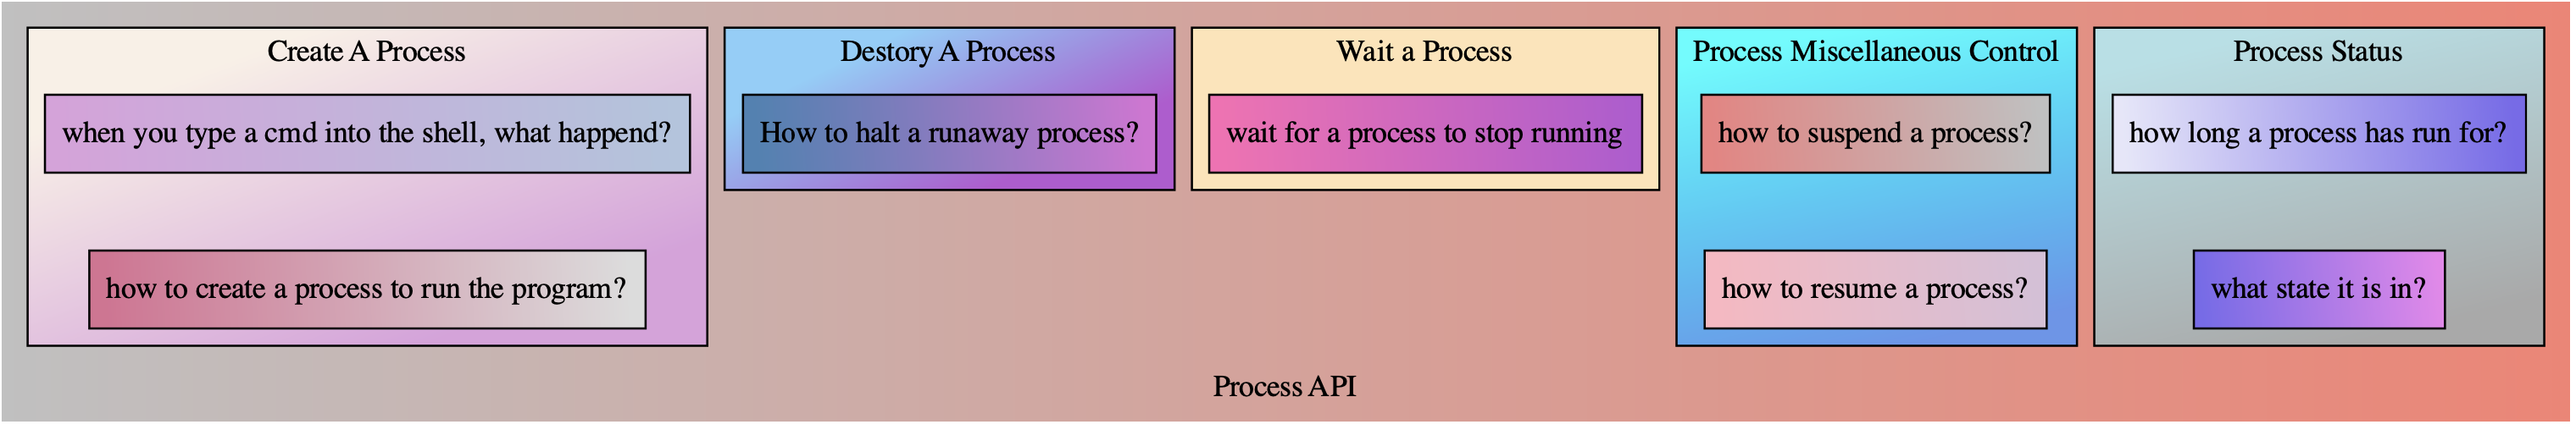 Create A Process
when you type a cmd into the shell, what happend?
how to create a process to run the program?
Destory A Process
How to halt a runaway process?
Wait a Process
wait for a process to stop running
Process Miscellaneous Control
how to suspend a process?
how to resume a process?
Process Status
how long a process has run for?
what state it is in?
Process API